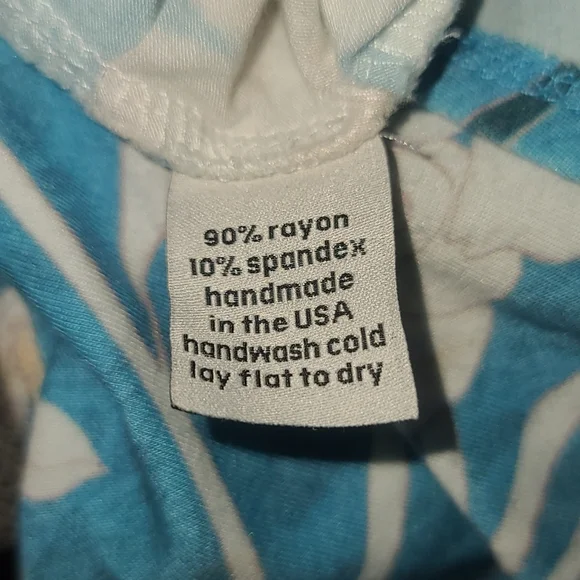 90% rayon
10% spandex
handmade
in the USA
handwash cold
lay flat to dry